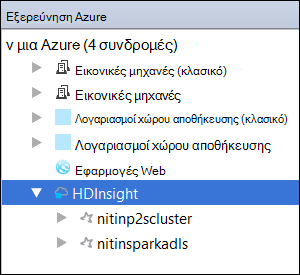 Εξερεύνηση Azure
ν μια Azure (4 συνδρομές)
Εικονικές μηχανές (κλασικό)
Εικονικές μηχανές
Λογαριασμοί χώρου αποθήκευσης (κλασικό)
Λογαριασμοί χώρου αποθήκευσης
Εφαρμογές Web
HDInsight
nitinp2scluster
nitinsparkadls